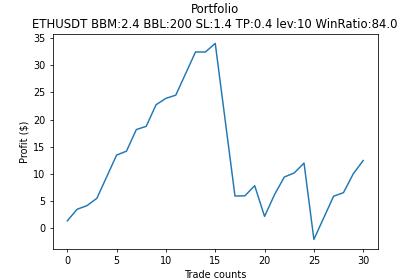 Portfolio
ETHUSDT BBM:2.4 BBL:200 SL:1.4 TP:0.4 lev:10 WinRatio:84.0
35
30
25
20
15
10
5
0
Profit ($)
0 5 10 15 20 25 30
Trade counts